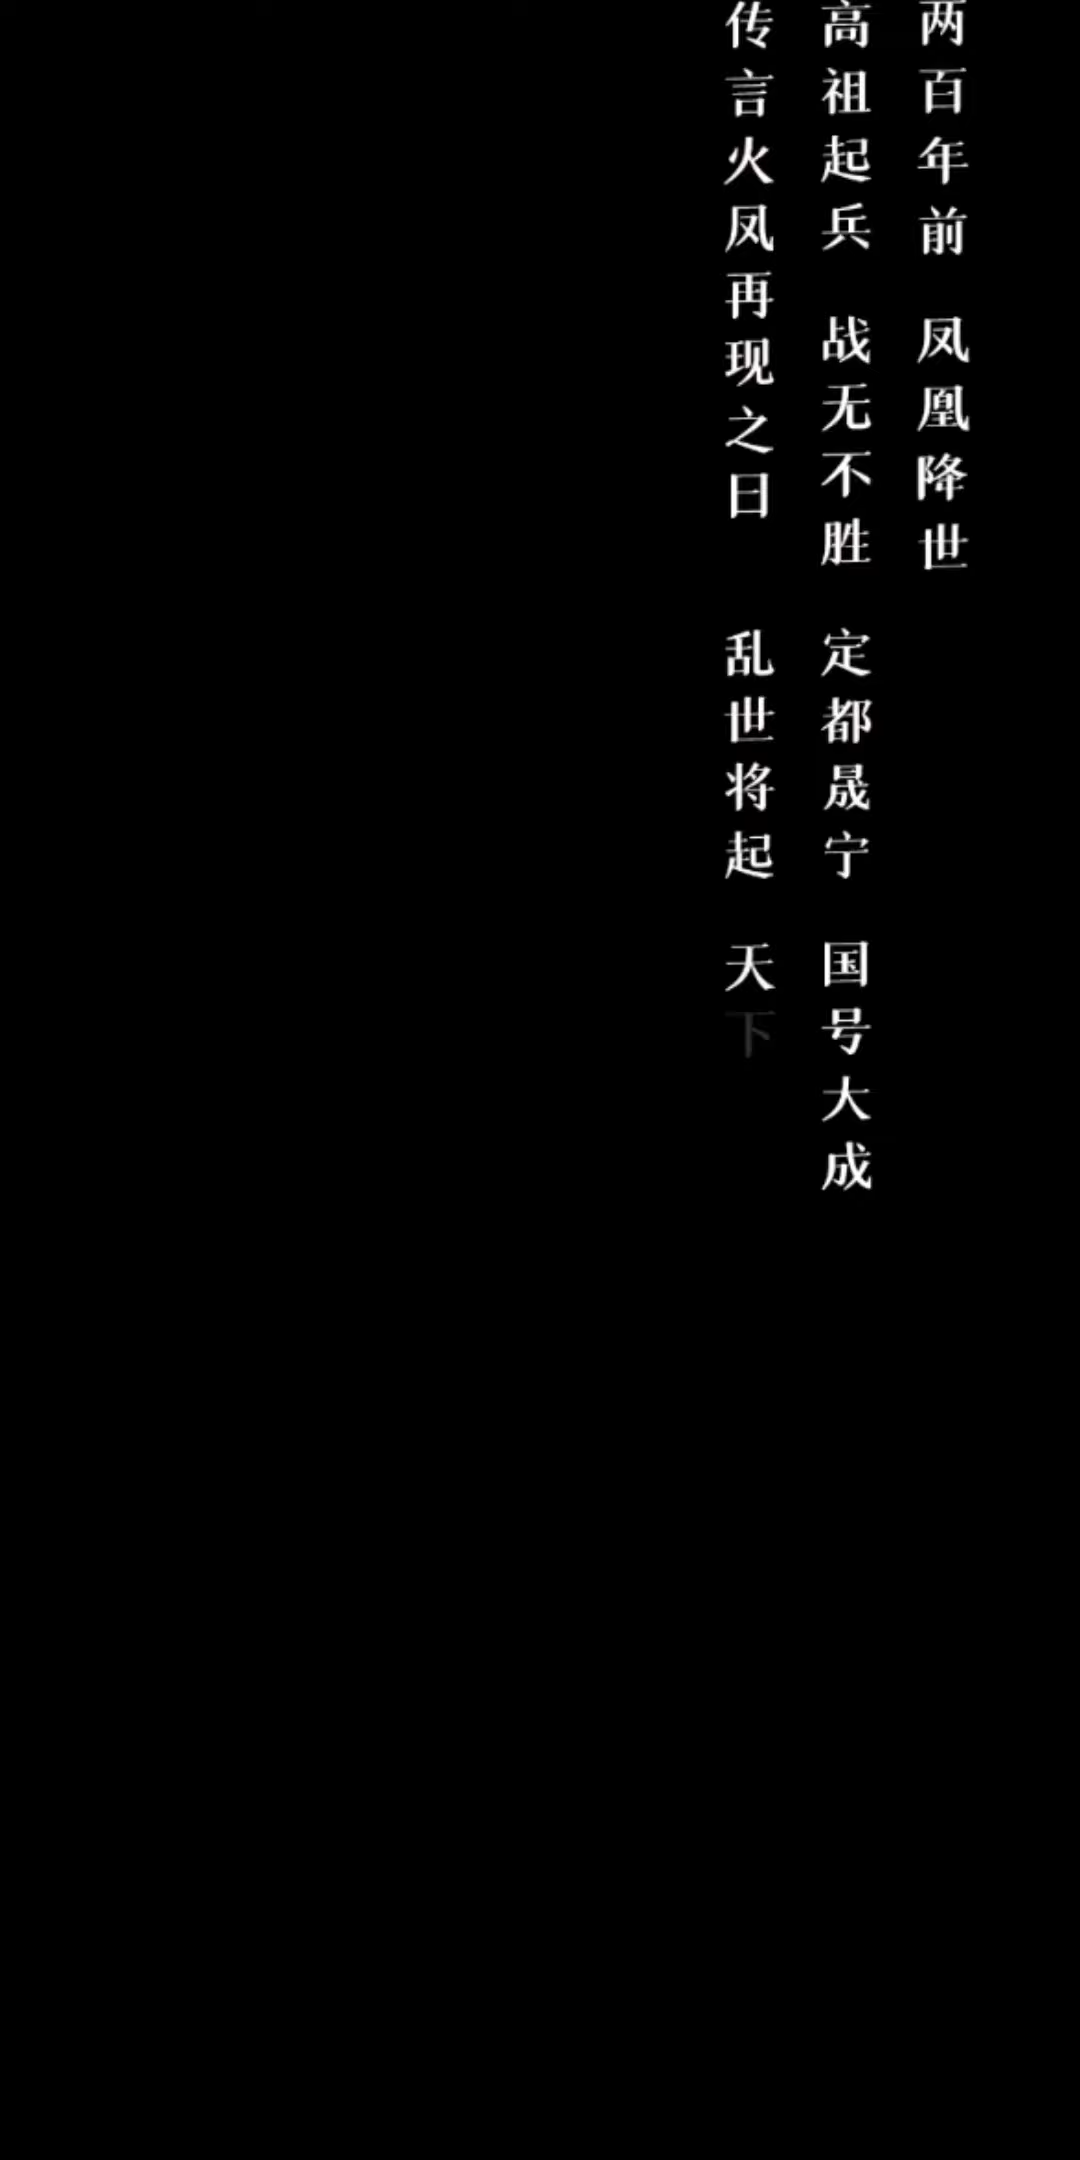 两百年前 凤凰降世
高祖起兵 战无不胜 定都晟宁 国号大成
传言火凤再现之日 乱世将起 天下